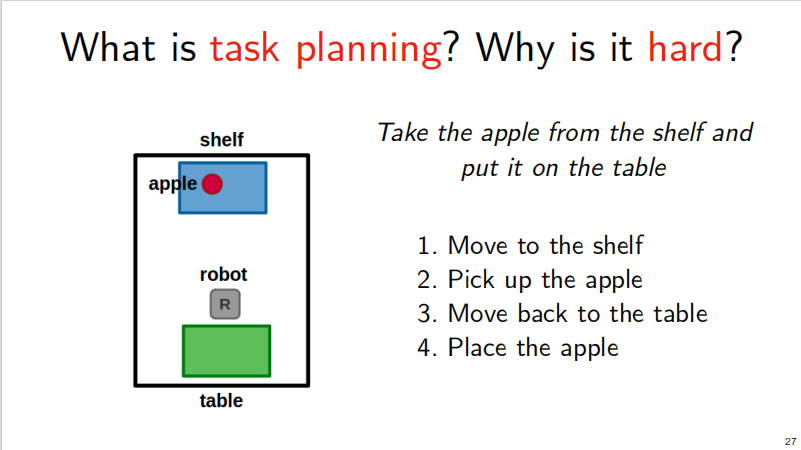 What is task planning? Why is it hard?
shelf
apple
robot
R
table
Take the apple from the shelf and
put it on the table
1. Move to the shelf
2. Pick up the apple
3. Move back to the table
4. Place the apple
27